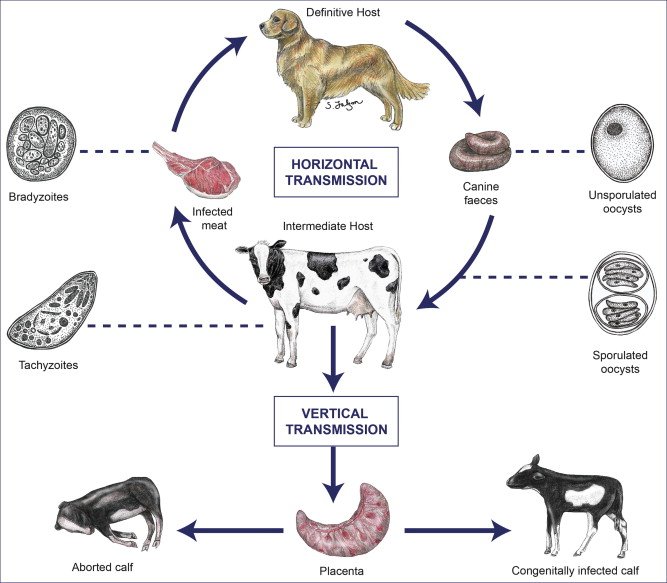 Definitive Host
S. Fulson
HORIZONTAL
TRANSMISSION
Bradyzoites
Infected
meat
Canine
faeces
Unsporulated
oocysts
Intermediate Host
Tachyzoites
Sporulated
oocysts
VERTICAL
TRANSMISSION
Aborted calf
Placenta
Congenitally infected calf